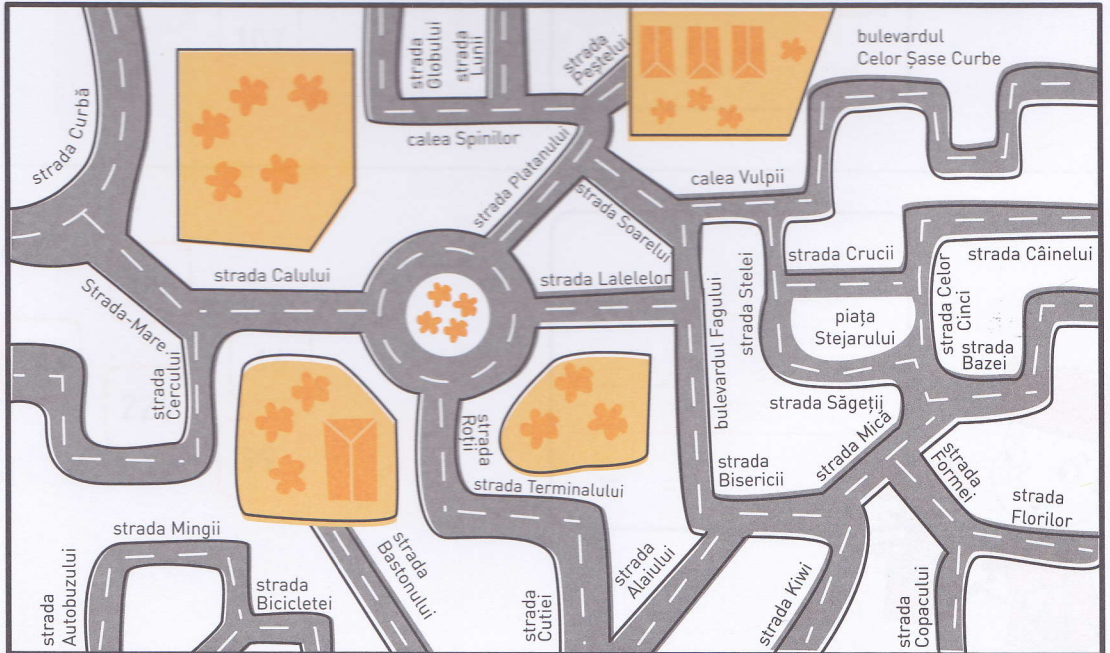 strada Curbă
strada
Globului
strada
Lunii
strada
Peștelui
bulevardul
Celor Șase Curbe
calea Spinilor
strada Platanului
calea Vulpii
strada Soarelui
strada Calului
strada Lalelelor
strada Crucii
strada Câinelui
strada Celor
Cinci
Strada-Mare
strada
Cercului
bulevardul Fagului
strada Stelei
piața
Stejarului
strada
Bazei
strada Săgeții
strada Mică
strada
Roții
strada Terminalului
strada
Bisericii
strada
Formei
strada
Florilor
strada Mingii
strada
Bastonului
strada
Autobuzului
strada
Bicicletei
strada
Cutiei
strada
Alaiului
strada Kiwi
strada
Copacului